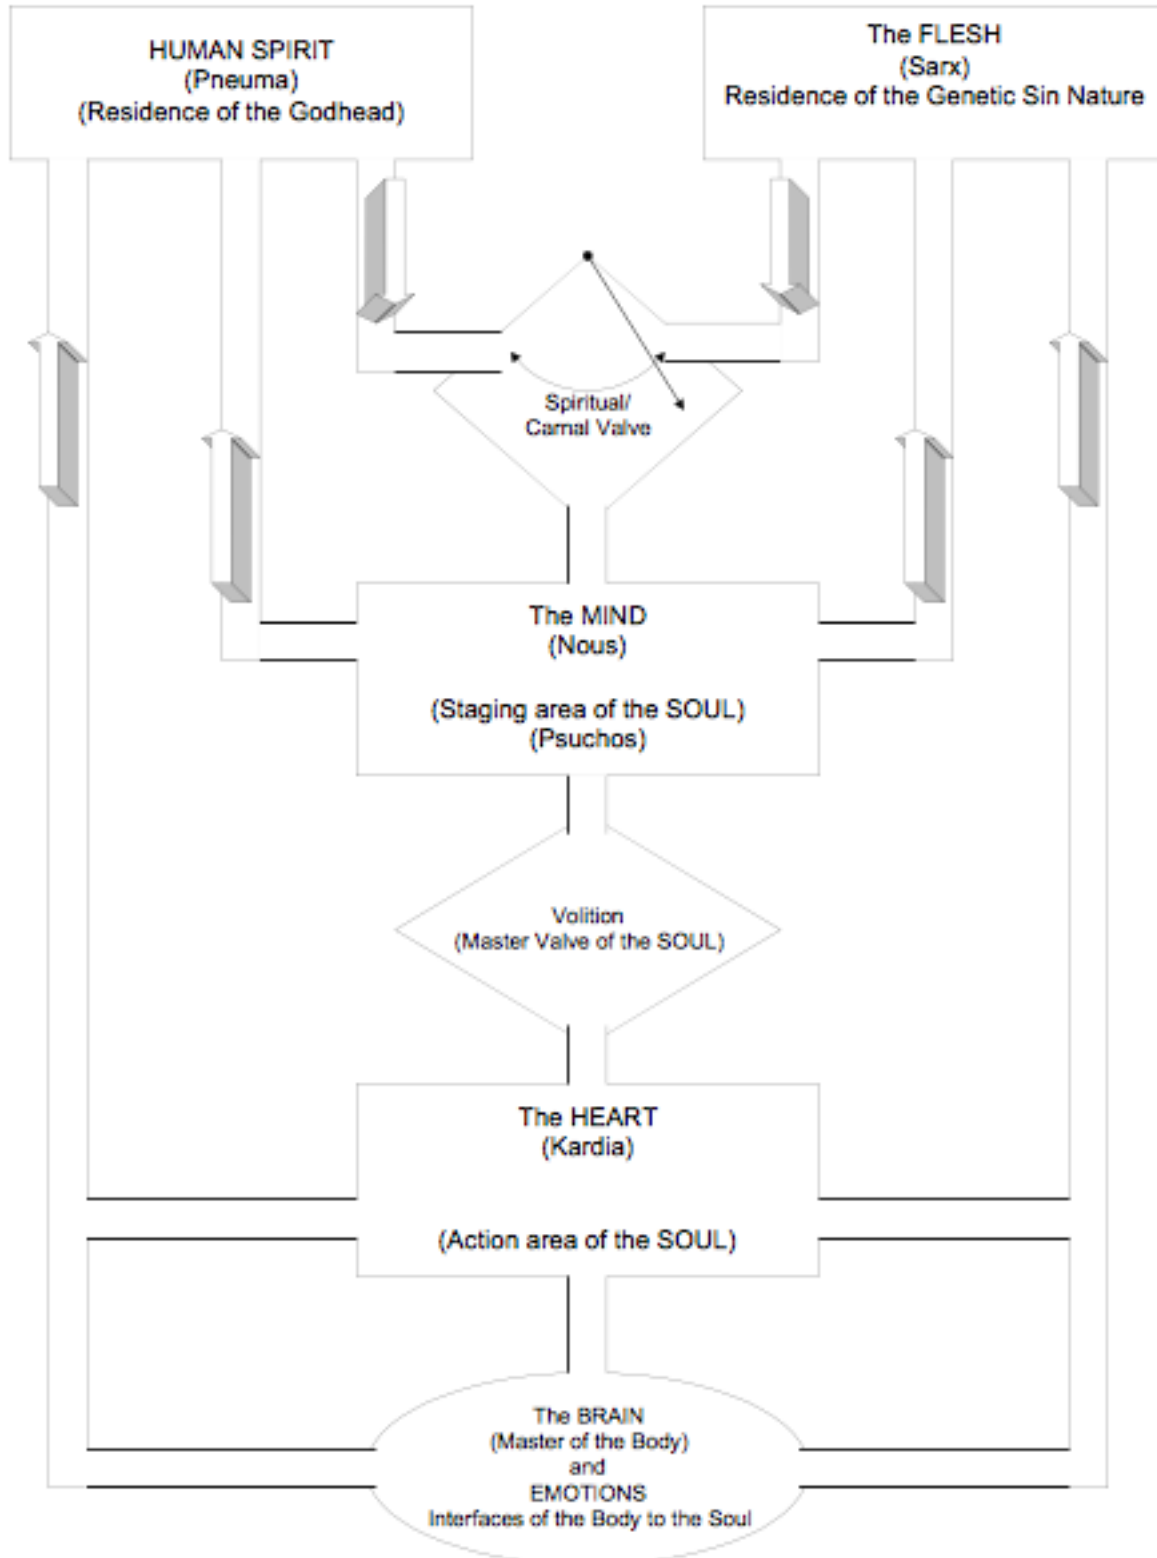 HUMAN SPIRIT
(Pneuma)
(Residence of the Godhead)
The FLESH
(Sarx)
Residence of the Genetic Sin Nature
Spiritual/
Carnal Valve
The MIND
(Nous)
(Staging area of the SOUL)
(Psuchos)
Volition
(Master Valve of the SOUL)
The HEART
(Kardia)
(Action area of the SOUL)
The BRAIN
(Master of the Body)
and
EMOTIONS
Interfaces of the Body to the Soul